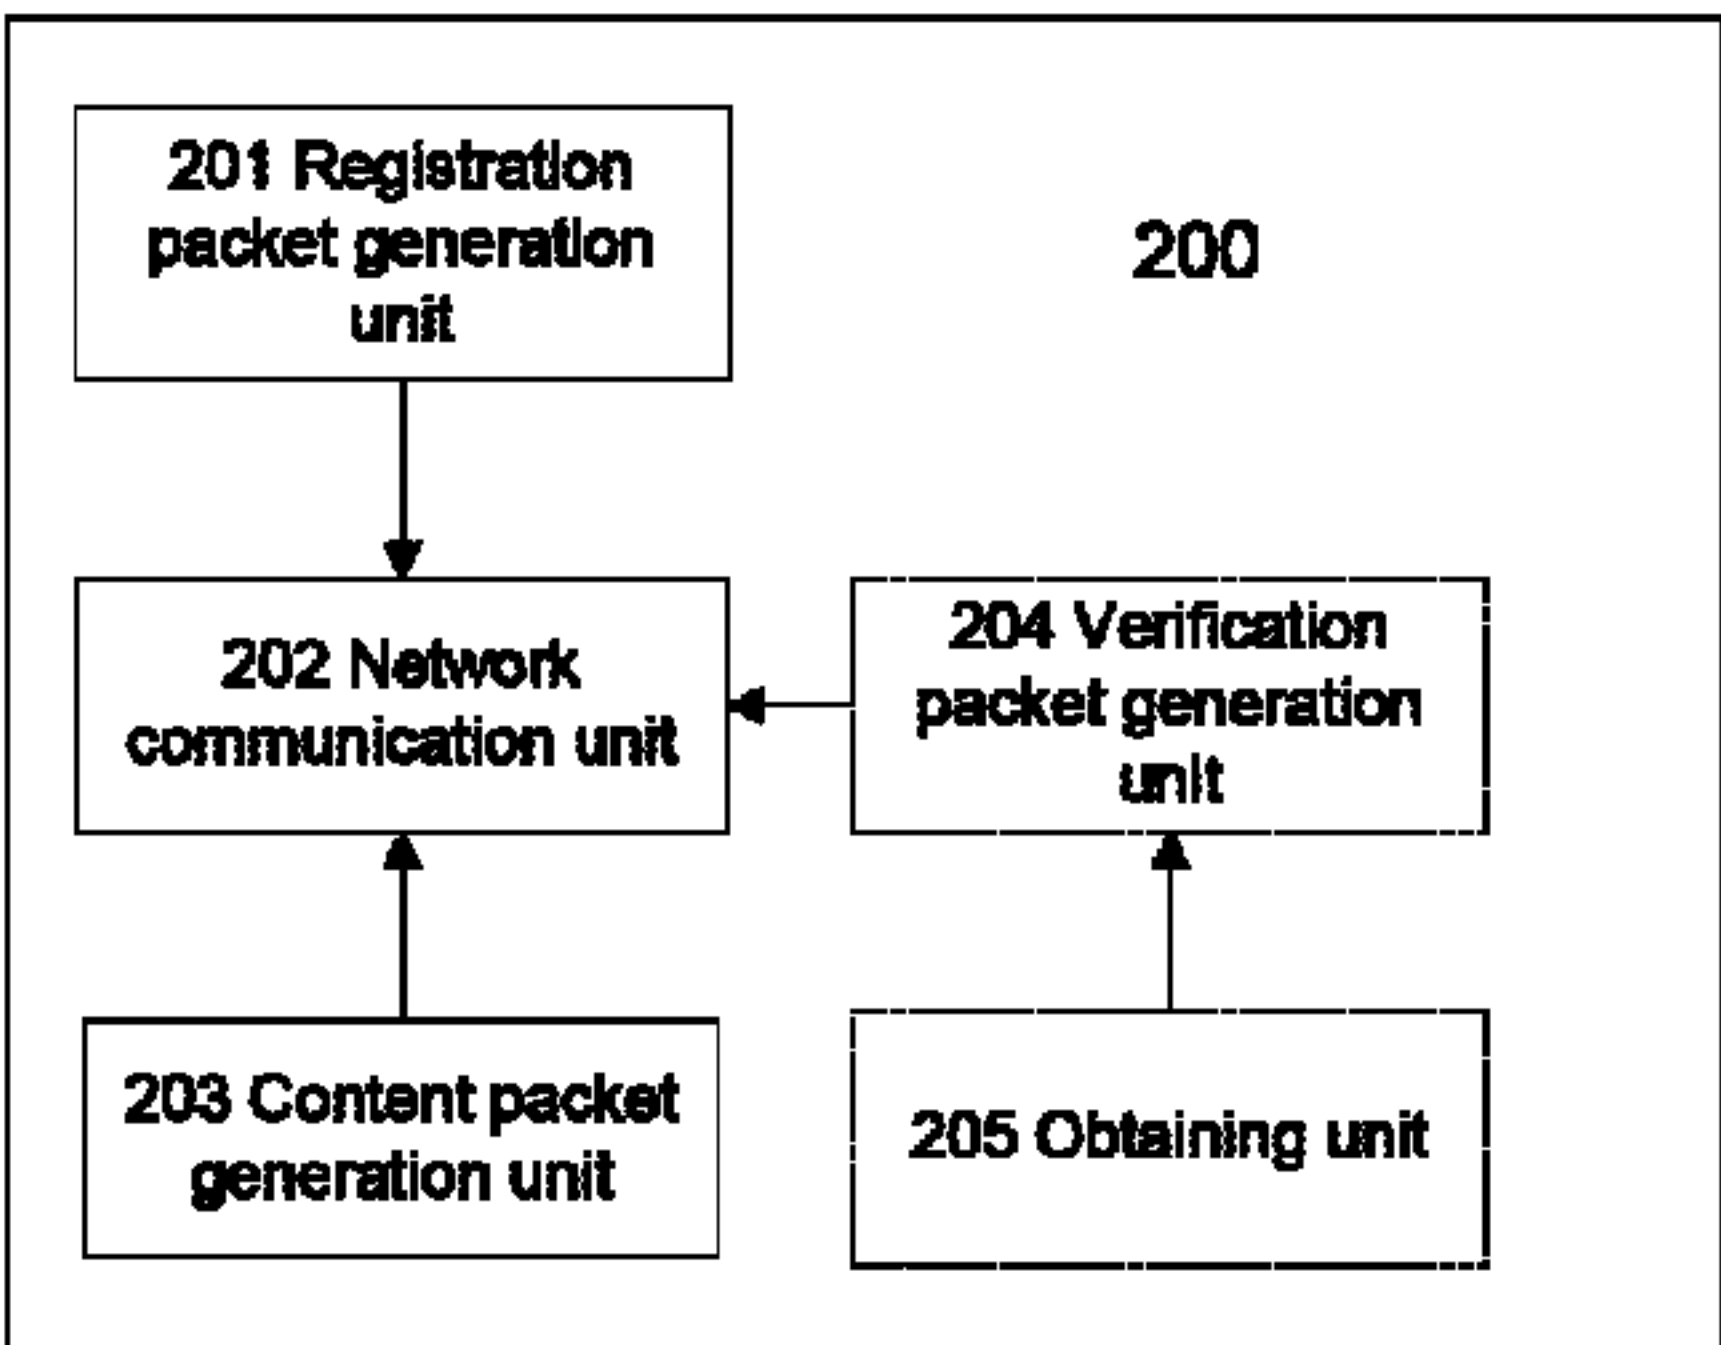 201 Registration
packet generation
unit
200
202 Network
communication unit
204 Verification
packet generation
unit
203 Content packet
generation unit
205 Obtaining unit